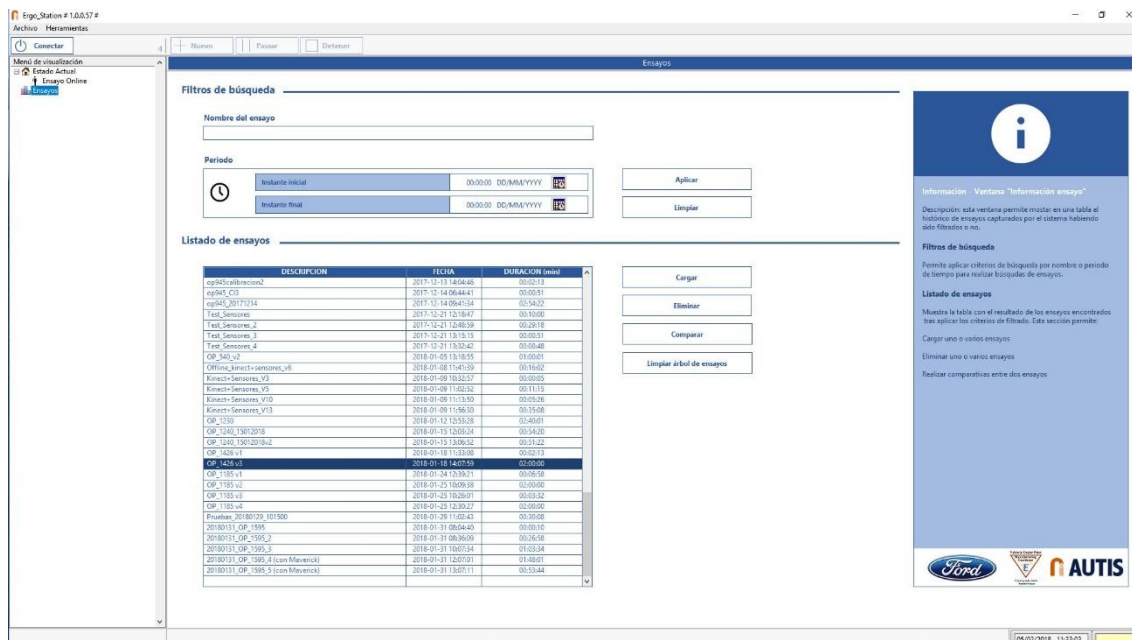 Ergo_Station # 1.0.0.57 #
Archivo Herramientas
Conectar
Nuevo Pausar Detener
Menú de visualización
Estado Actual
Ensayo Online
Ensayos
Ensayos
Filtros de búsqueda
Nombre del ensayo
Periodo
Instante inicial 00:00:00 DD/MM/YYYY
Instante final 00:00:00 DD/MM/YYYY
Aplicar
Limpiar
Listado de ensayos
DESCRIPCION FECHA DURACION (min)
op945calibracion2 2017-12-13 14:04:46 00:02:13
op945_CI3 2017-12-14 06:44:41 00:00:51
op945_20171214 2017-12-14 09:41:34 02:54:22
Test_Sensores 2017-12-21 12:18:47 00:10:00
Test_Sensores_2 2017-12-21 12:48:59 00:29:18
Test_Sensores_3 2017-12-21 13:15:15 00:00:51
Test_Sensores_4 2017-12-21 13:32:42 00:00:48
OP_540_v2 2018-01-05 13:18:55 01:00:01
Offline_kinect+sensores_v6 2018-01-08 11:41:39 00:16:02
Kinect+Sensores_V3 2018-01-09 10:32:57 00:00:05
Kinect+Sensores_V5 2018-01-09 11:02:52 00:11:15
Kinect+Sensores_V10 2018-01-09 11:13:50 00:05:26
Kinect+Sensores_V13 2018-01-09 11:56:30 00:35:08
OP_1230 2018-01-12 12:53:28 02:40:01
OP_1240_15012018 2018-01-15 12:03:24 00:54:20
OP_1240_15012018v2 2018-01-15 13:06:52 00:51:22
OP_1426 v1 2018-01-18 11:33:08 00:02:13
OP_1426 v3 2018-01-18 14:07:59 02:00:00
OP_1185 v1 2018-01-24 12:39:21 00:06:58
OP_1185 v2 2018-01-25 10:09:38 02:00:00
OP_1185 v3 2018-01-25 10:26:01 00:03:32
OP_1185 v4 2018-01-25 12:30:27 02:00:00
Pruebas_20180129_101500 2018-01-29 11:02:43 00:30:08
20180131_OP_1595 2018-01-31 08:04:40 00:00:10
20180131_OP_1595_2 2018-01-31 08:36:09 00:26:58
20180131_OP_1595_3 2018-01-31 10:07:34 01:03:34
20180131_OP_1595_4 (con Maverick) 2018-01-31 12:07:01 01:48:01
20180131_OP_1595_5 (con Maverick) 2018-01-31 13:07:11 00:53:44
Cargar
Eliminar
Comparar
Limpiar árbol de ensayos
Información - Ventana "Información ensayo"
Descripción: esta ventana permite mostar en una tabla el
histórico de ensayos capturados por el sistema habiendo
sido filtrados o no.
Filtros de búsqueda
Permite aplicar criterios de búsqueda por nombre o periodo
de tiempo para realizar búsqudas de ensayos.
Listado de ensayos
Muestra la tabla con el resultado de los ensayos encontrados
tras aplicar los criterios de filtrado. Esta sección permite:
Cargar uno o varios ensayos
Eliminar uno o varios ensayos
Realizar comparativas entre dos ensayos
Ford
AUTIS
05/02/2018 11:23:02